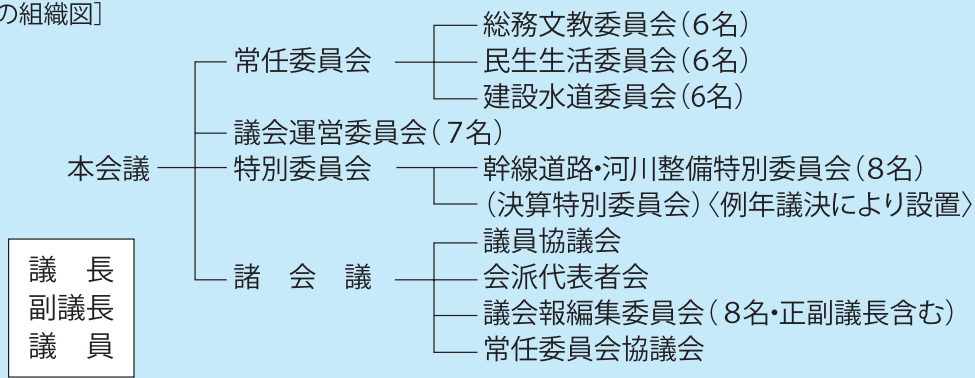 の組織図]
本会議
常任委員会
総務文教委員会(6名)
民生生活委員会(6名)
建設水道委員会(6名)
議会運営委員会(7名)
特別委員会
幹線道路・河川整備特別委員会(8名)
(決算特別委員会)〈例年議決により設置〉
諸 会 議
議員協議会
会派代表者会
議会報編集委員会(8名・正副議長含む)
常任委員会協議会
議 長
副議長
議 員